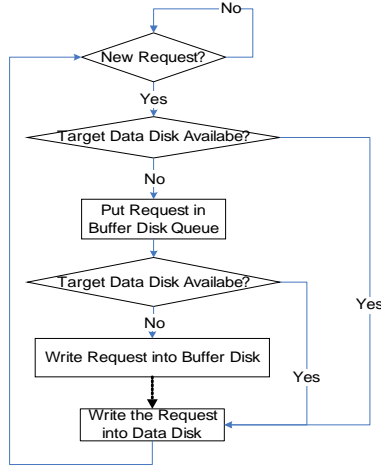 No
New Request?
Yes
Target Data Disk Availabe?
No
Put Request in
Buffer Disk Queue
Target Data Disk Availabe?
Yes
No
Write Request into Buffer Disk
Yes
Write the Request
into Data Disk